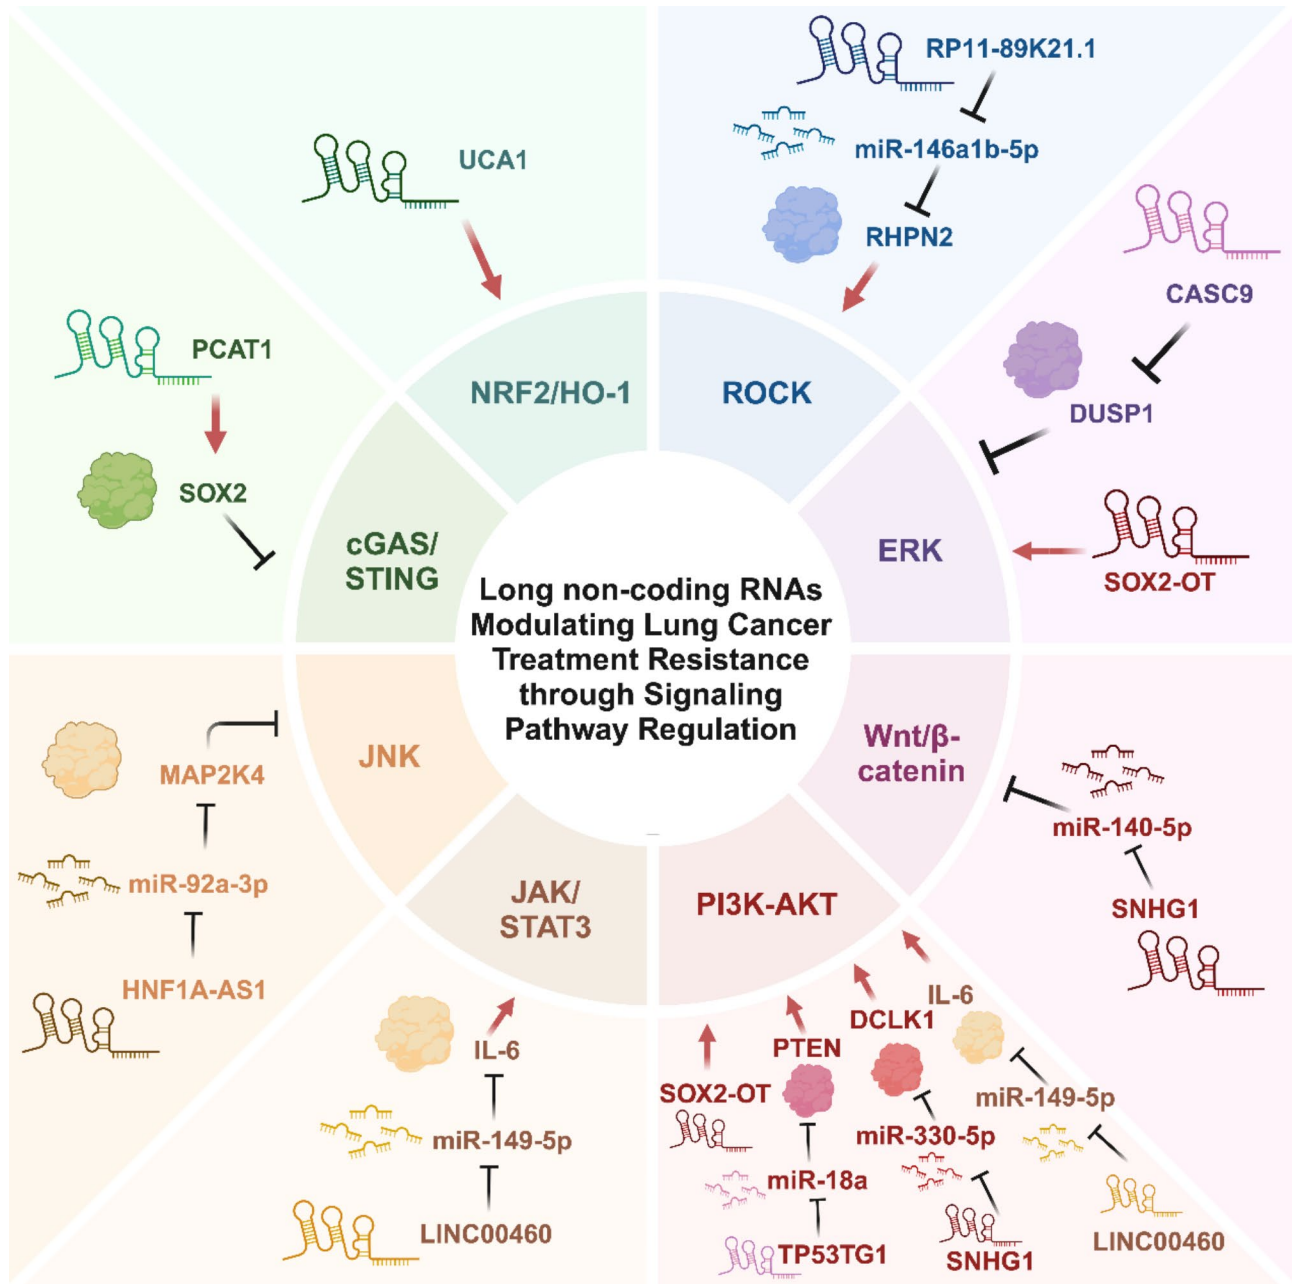 RP11-89K21.1
miR-146a1b-5p
RHPN2
ROCK
CASC9
DUSP1
SOX2-OT
ERK
UCA1
NRF2/HO-1
PCAT1
SOX2
cGAS/
STING
Long non-coding RNAs
Modulating Lung Cancer
Treatment Resistance
through Signaling
Pathway Regulation
Wnt/β-
catenin
miR-140-5p
SNHG1
JNK
MAP2K4
miR-92a-3p
HNF1A-AS1
JAK/
STAT3
IL-6
miR-149-5p
LINC00460
PI3K-AKT
SOX2-OT
PTEN
miR-18a
TP53TG1
DCLK1
miR-330-5p
SNHG1
IL-6
miR-149-5p
LINC00460